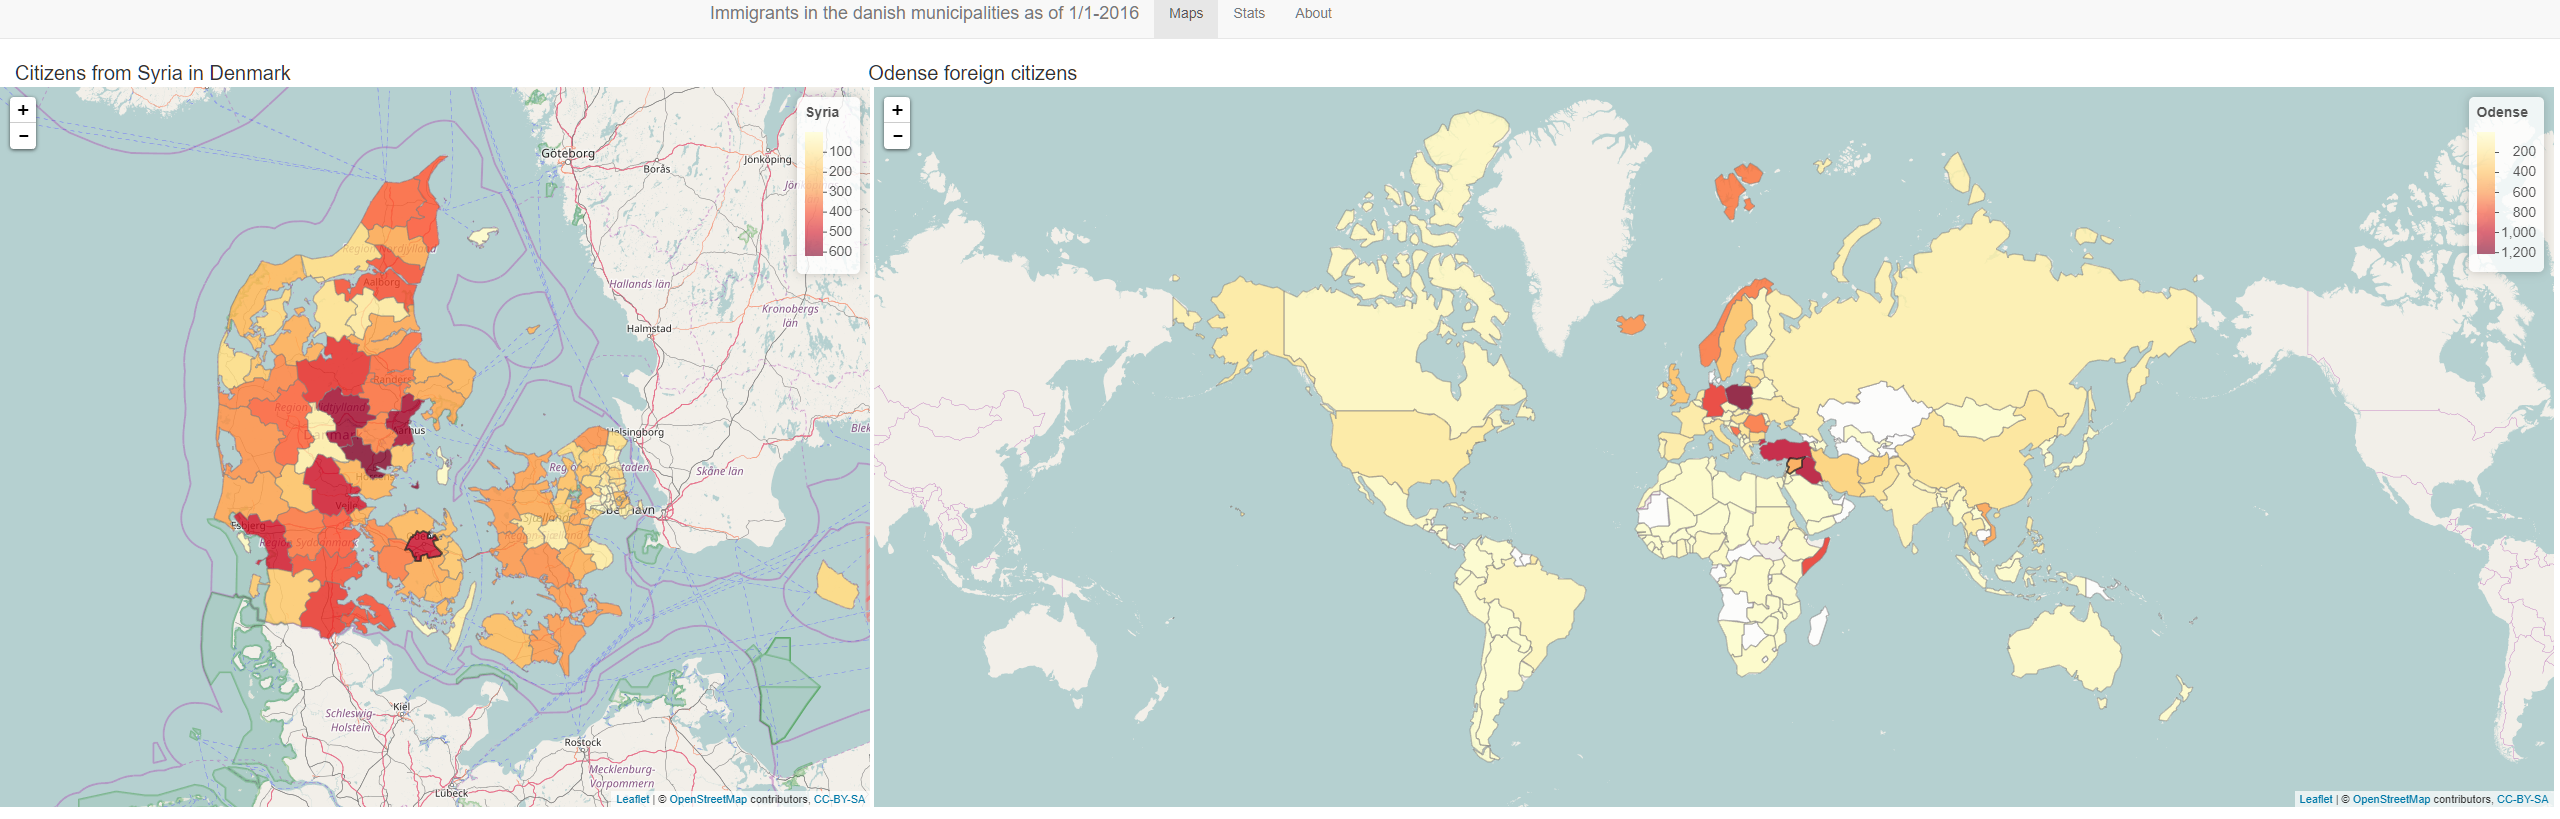 Immigrants in the danish municipalities as of 1/1-2016 Maps Stats About
Citizens from Syria in Denmark
+
−
Syria
100
200
300
400
500
600
Göteborg
Borås
Jönköping
Hallands län
Kronobergs
län
Halmstad
Helsingborg
Skåne län
Aalborg
Randers
Region
Danmark
Vejle
Esbjerg
Region Syddanmark
Kiel
Schleswig-
Holstein
Rostock
Mecklenburg-
Vorpommern
Lübeck
Leaflet | © OpenStreetMap contributors, CC-BY-SA
Odense foreign citizens
+
−
Odense
200
400
600
800
1,000
1,200
Leaflet | © OpenStreetMap contributors, CC-BY-SA